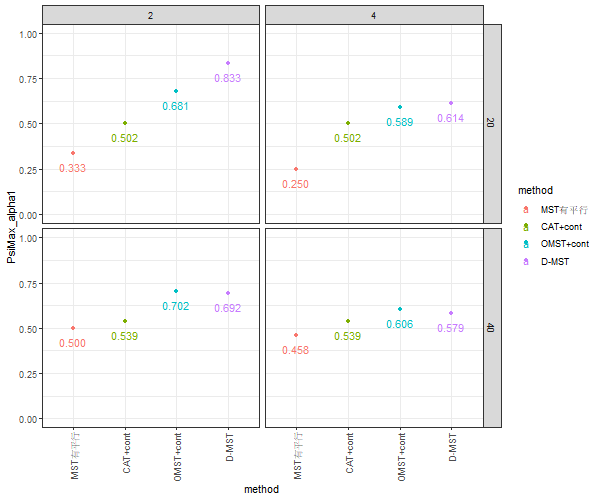 2
4
1.00
0.75
0.50
0.25
0.00
0.333
0.502
0.681
0.833
0.250
0.502
0.589
0.614
20
PsiMax_alpha1
1.00
0.75
0.50
0.25
0.00
0.500
0.539
0.702
0.692
0.458
0.539
0.606
0.579
40
MST有平行
CAT+cont
OMST+cont
D-MST
MST有平行
CAT+cont
OMST+cont
D-MST
method
method
a MST有平行
a CAT+cont
a OMST+cont
a D-MST